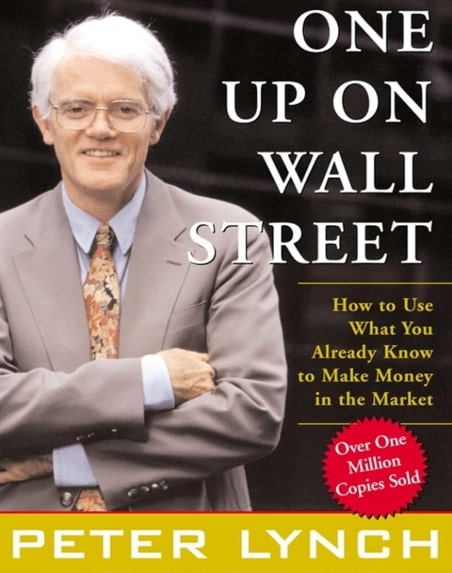 ONE
UP ON
WALL
STREET
How to Use
What You
Already Know
to Make Money
in the Market
Over One
Million
Copies Sold
PETER LYNCH